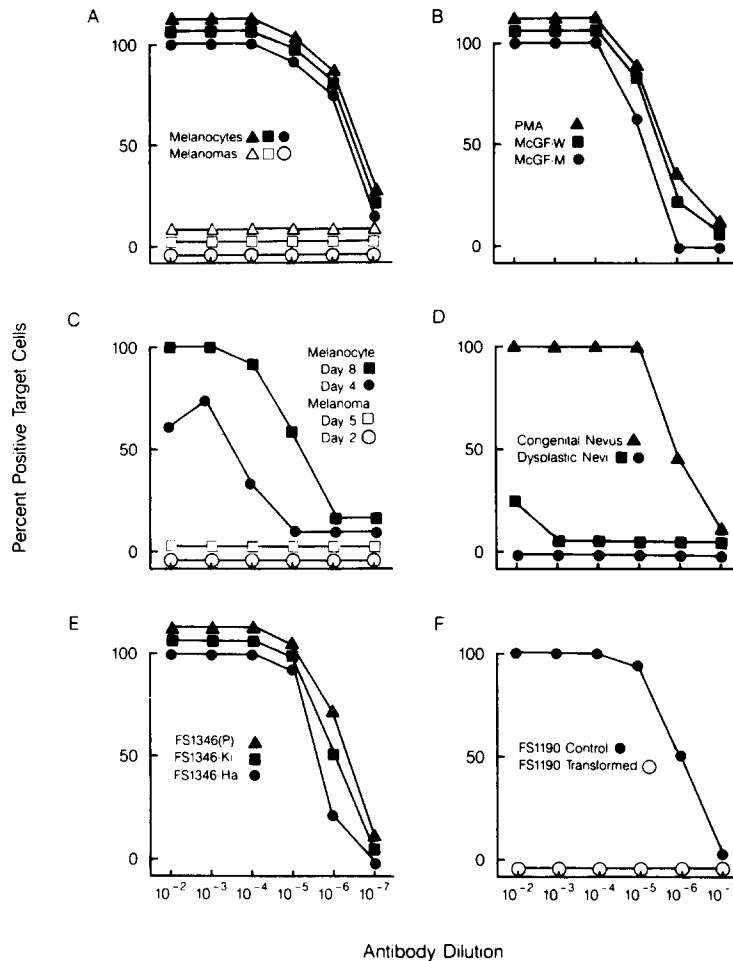 A
100
50
0
Melanocytes
Melanomas
B
100
50
0
PMA
McGF-W
McGF-M
Percent Positive Target Cells
C
100
50
0
Melanocyte
Day 8
Day 4
Melanoma
Day 5
Day 2
D
100
50
0
Congenital Nevus
Dysplastic Nevi
E
100
50
0
FS1346(P)
FS1346-Ki
FS1346-Ha
10⁻² 10⁻³ 10⁻⁴ 10⁻⁵ 10⁻⁶ 10⁻⁷
F
100
50
0
FS1190 Control
FS1190 Transformed
10⁻² 10⁻³ 10⁻⁴ 10⁻⁵ 10⁻⁶ 10⁻⁷
Antibody Dilution